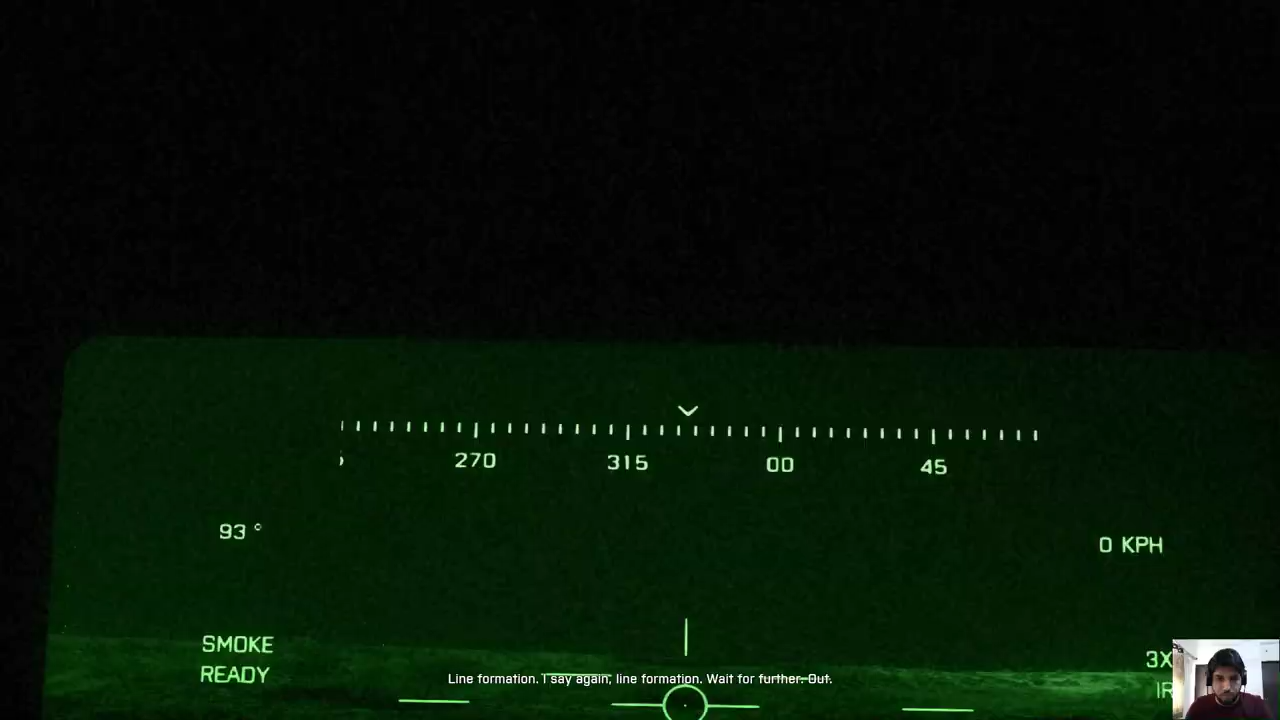 270 315 00 45
93 °
0 KPH
SMOKE
READY
3X
IR
Line formation. I say again, line formation. Wait for further. Out.